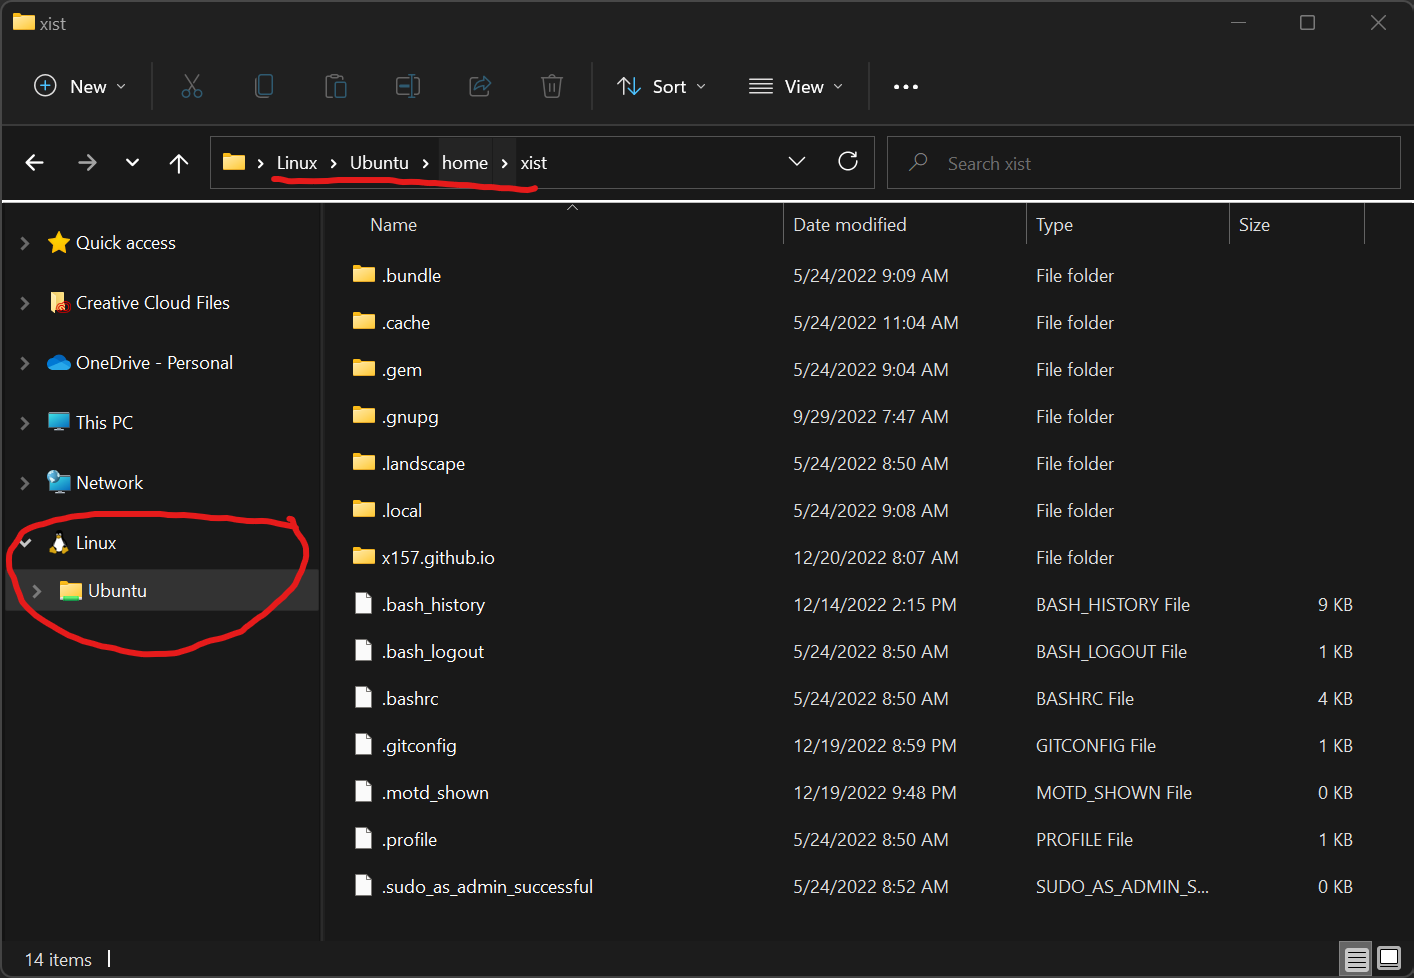 xist
New Sort View
Linux Ubuntu home xist Search xist
Name Date modified Type Size
Quick access
Creative Cloud Files
OneDrive - Personal
This PC
Network
Linux
Ubuntu
.bundle 5/24/2022 9:09 AM File folder
.cache 5/24/2022 11:04 AM File folder
.gem 5/24/2022 9:04 AM File folder
.gnupg 9/29/2022 7:47 AM File folder
.landscape 5/24/2022 8:50 AM File folder
.local 5/24/2022 9:08 AM File folder
x157.github.io 12/20/2022 8:07 AM File folder
.bash_history 12/14/2022 2:15 PM BASH_HISTORY File 9 KB
.bash_logout 5/24/2022 8:50 AM BASH_LOGOUT File 1 KB
.bashrc 5/24/2022 8:50 AM BASHRC File 4 KB
.gitconfig 12/19/2022 8:59 PM GITCONFIG File 1 KB
.motd_shown 12/19/2022 9:48 PM MOTD_SHOWN File 0 KB
.profile 5/24/2022 8:50 AM PROFILE File 1 KB
.sudo_as_admin_successful 5/24/2022 8:52 AM SUDO_AS_ADMIN_S... 0 KB
14 items